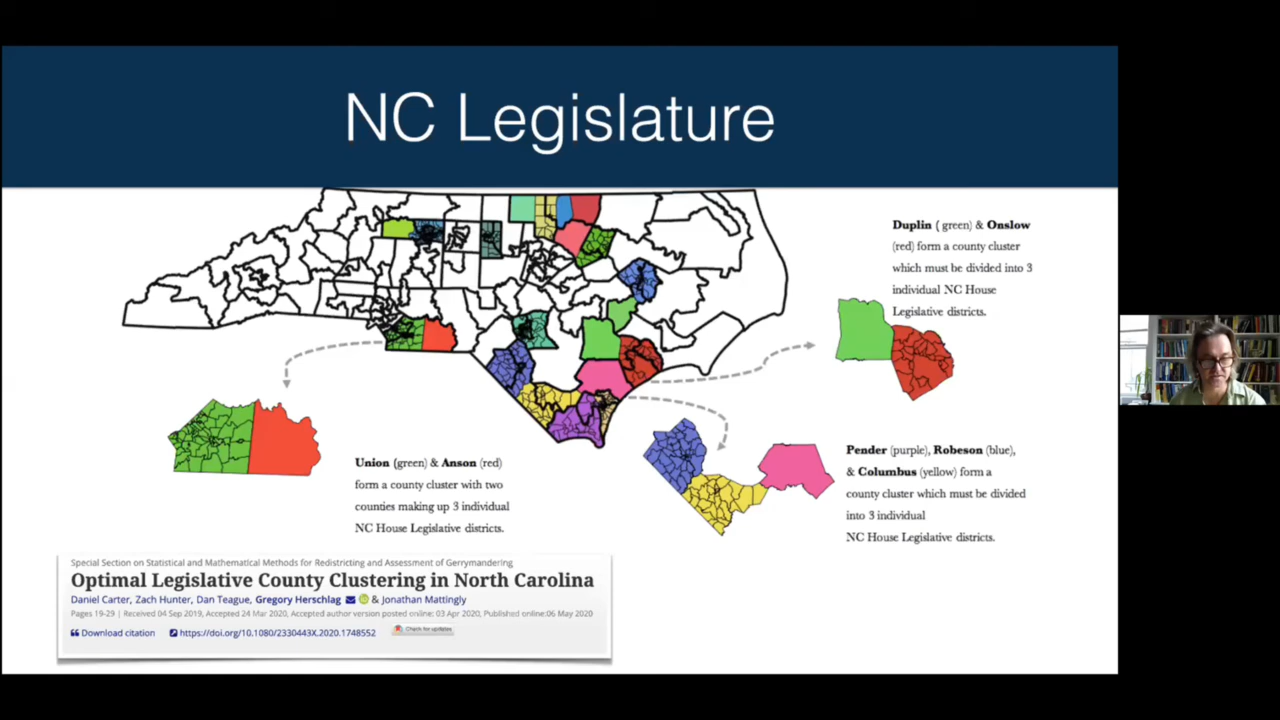 NC Legislature
Duplin ( green) & Onslow
(red) form a county cluster
which must be divided into 3
individual NC House
Legislative districts.
Union (green) & Anson (red)
form a county cluster with two
counties making up 3 individual
NC House Legislative districts.
Pender (purple), Robeson (blue),
& Columbus (yellow) form a
county cluster which must be divided
into 3 individual
NC House Legislative districts.
Special Section on Statistical and Mathematical Methods for Redistricting and Assessment of Gerrymandering
Optimal Legislative County Clustering in North Carolina
Daniel Carter, Zach Hunter, Dan Teague, Gregory Herschlag & Jonathan Mattingly
Pages 19-29 | Received 04 Sep 2019, Accepted 24 Mar 2020, Accepted author version posted online: 03 Apr 2020, Published online:06 May 2020
Download citation https://doi.org/10.1080/2330443X.2020.1748552 Check for updates